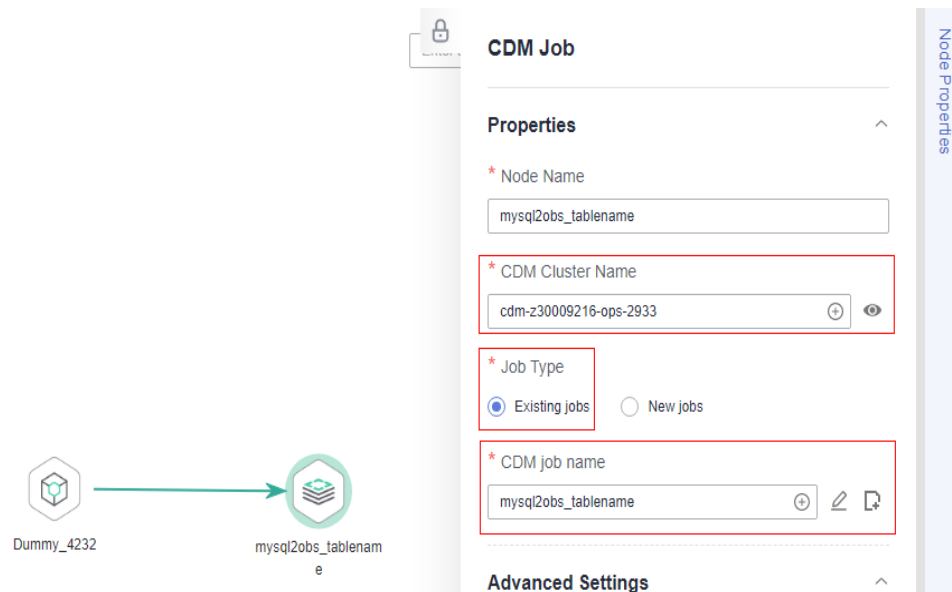 CDM Job
Properties
* Node Name
mysql2obs_tablename
* CDM Cluster Name
cdm-z30009216-ops-2933
* Job Type
Existing jobs
New jobs
* CDM job name
mysql2obs_tablename
Advanced Settings
Dummy_4232
mysql2obs_tablenam
e
Node Properties